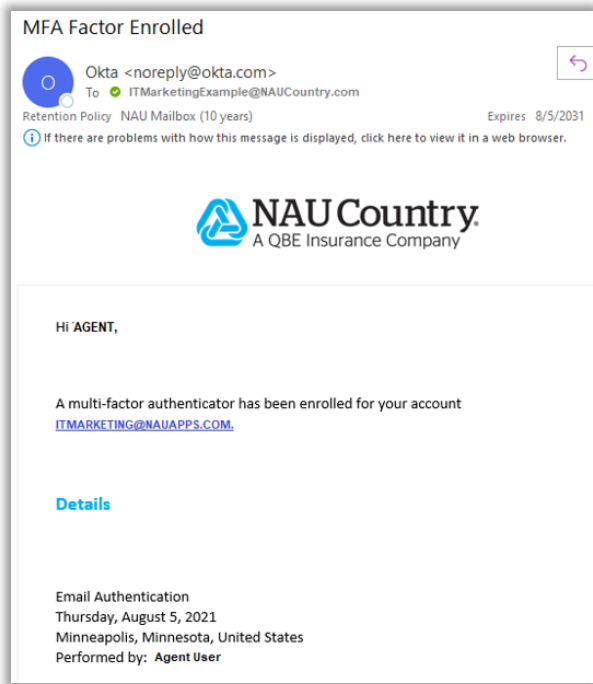 MFA Factor Enrolled
O
Okta <noreply@okta.com>
To ITMarketingExample@NAUCountry.com
Retention Policy NAU Mailbox (10 years) Expires 8/5/2031
If there are problems with how this message is displayed, click here to view it in a web browser.
NAU Country.
A QBE Insurance Company
Hi AGENT,
A multi-factor authenticator has been enrolled for your account
ITMARKETING@NAUAPPS.COM.
Details
Email Authentication
Thursday, August 5, 2021
Minneapolis, Minnesota, United States
Performed by: Agent User